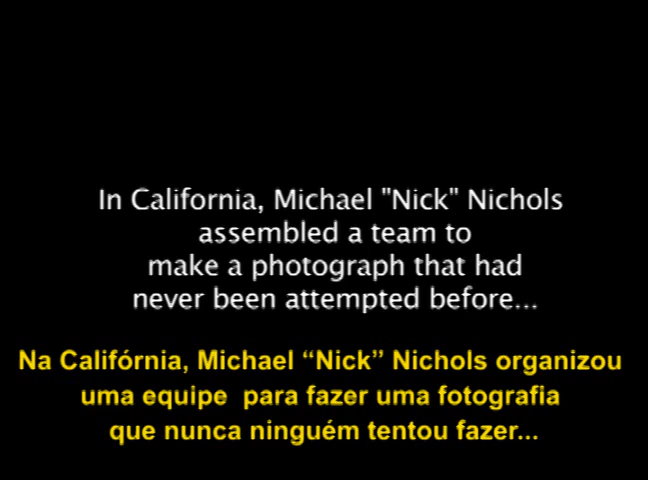 In California, Michael "Nick" Nichols
assembled a team to
make a photograph that had
never been attempted before...
Na Califórnia, Michael “Nick” Nichols organizou
uma equipe  para fazer uma fotografia
que nunca ninguém tentou fazer...